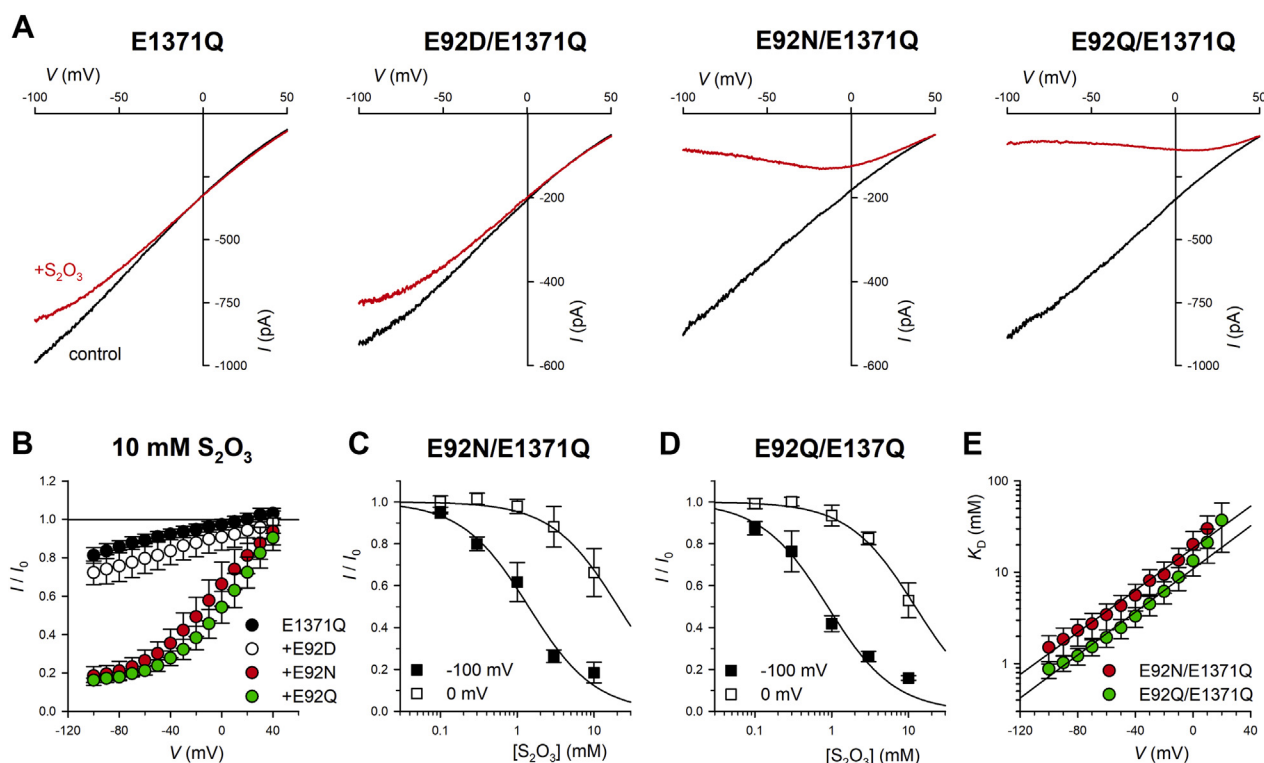 A
E1371Q
E92D/E1371Q
E92N/E1371Q
E92Q/E1371Q
V (mV)
V (mV)
V (mV)
V (mV)
-100 -50 0 50
-100 -50 0 50
-100 -50 0 50
-100 -50 0 50
-500
-750
-1000
I (pA)
+S2O3
control
-200
-400
-600
I (pA)
-200
-400
-600
I (pA)
-500
-750
-1000
I (pA)
B
10 mM S2O3
I / I0
1.2
1.0
0.8
0.6
0.4
0.2
0.0
E1371Q
+E92D
+E92N
+E92Q
-120 -80 -40 0 40
V (mV)
C
E92N/E1371Q
I / I0
1.0
0.8
0.6
0.4
0.2
0.0
-100 mV
0 mV
0.1 1 10
[S2O3] (mM)
D
E92Q/E137Q
I / I0
1.0
0.8
0.6
0.4
0.2
0.0
-100 mV
0 mV
0.1 1 10
[S2O3] (mM)
E
KD (mM)
100
10
1
E92N/E1371Q
E92Q/E1371Q
-120 -80 -40 0 40
V (mV)